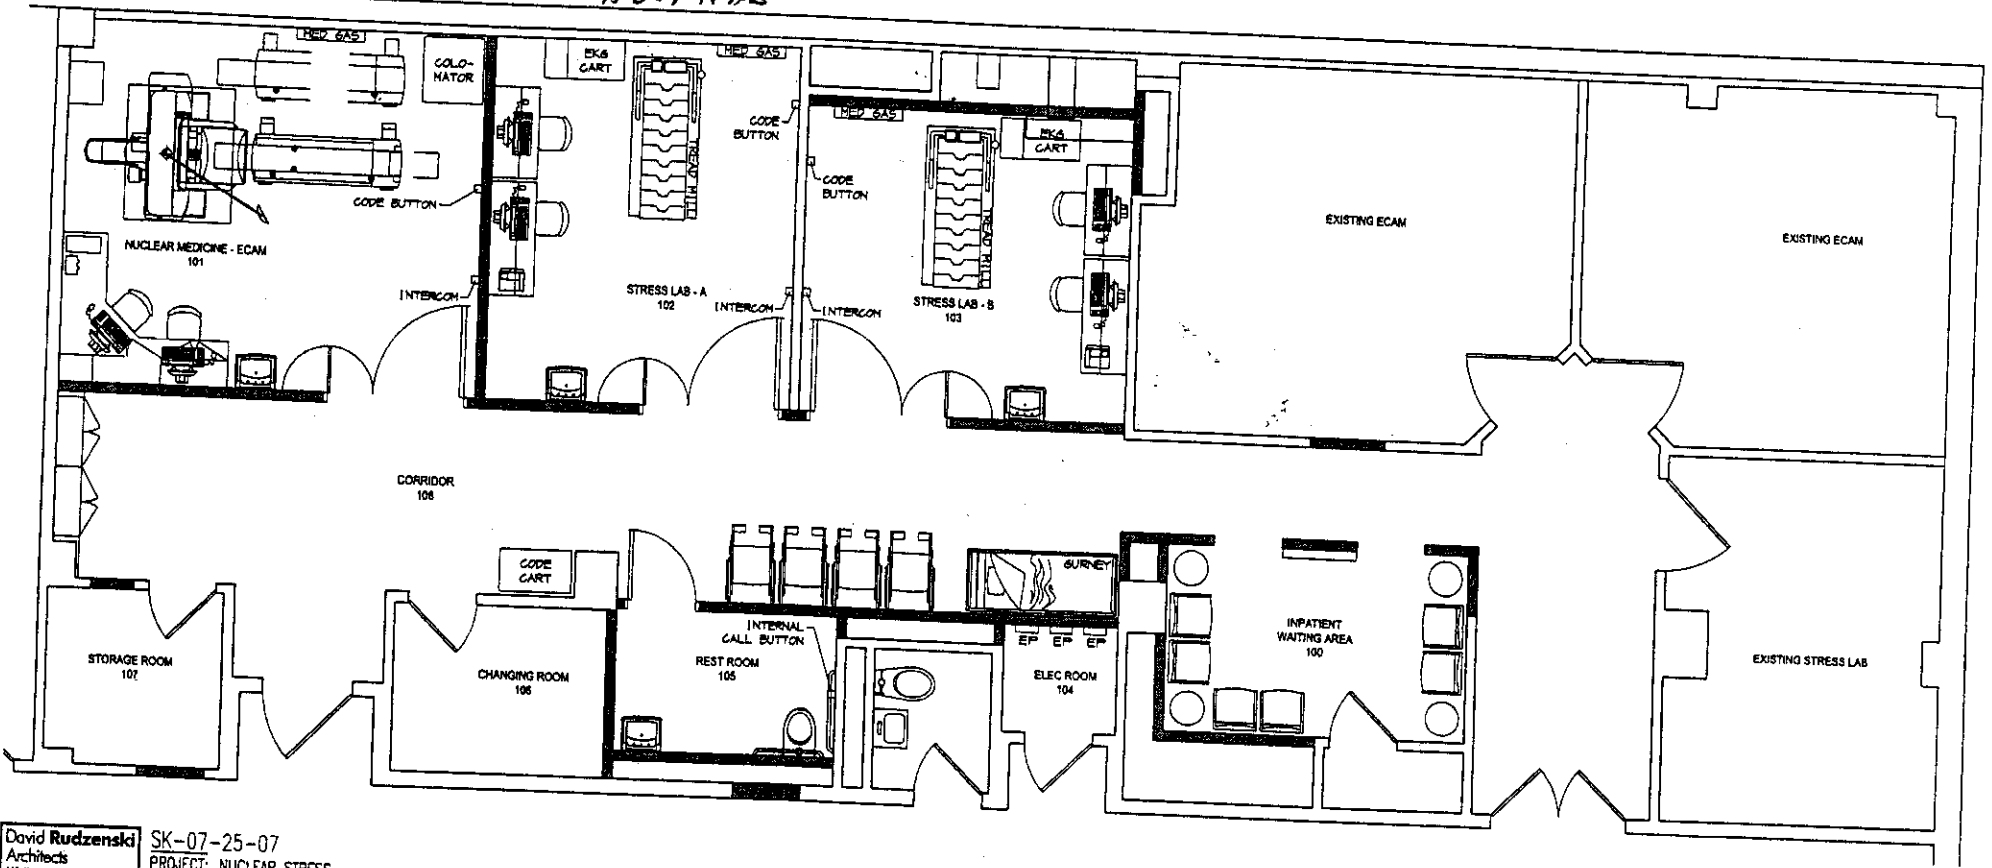 MED GAS
COLO-
MATOR
EKG
CART
MED GAS
CODE
BUTTON
TREAD MILL
MED GAS
EKG
CART
CODE
BUTTON
TREAD MILL
CODE BUTTON
NUCLEAR MEDICINE - ECAM
101
INTERCOM
STRESS LAB - A
102
INTERCOM
INTERCOM
STRESS LAB - B
103
EXISTING ECAM
EXISTING ECAM
CORRIDOR
108
CODE
CART
GURNEY
STORAGE ROOM
107
CHANGING ROOM
106
INTERNAL
CALL BUTTON
REST ROOM
105
EP EP EP
ELEC ROOM
104
INPATIENT
WAITING AREA
100
EXISTING STRESS LAB
David Rudzenski
Architects
SK-07-25-07
PROJECT: NUCLEAR STRESS